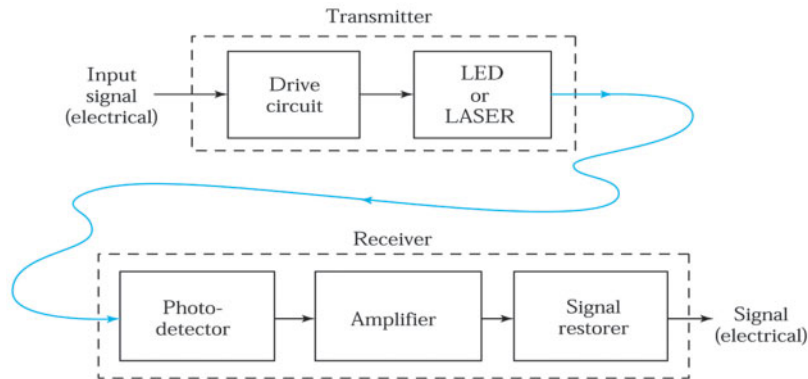 Transmitter
Input
signal
(electrical)
Drive
circuit
LED
or
LASER
Receiver
Photo-
detector
Amplifier
Signal
restorer
Signal
(electrical)